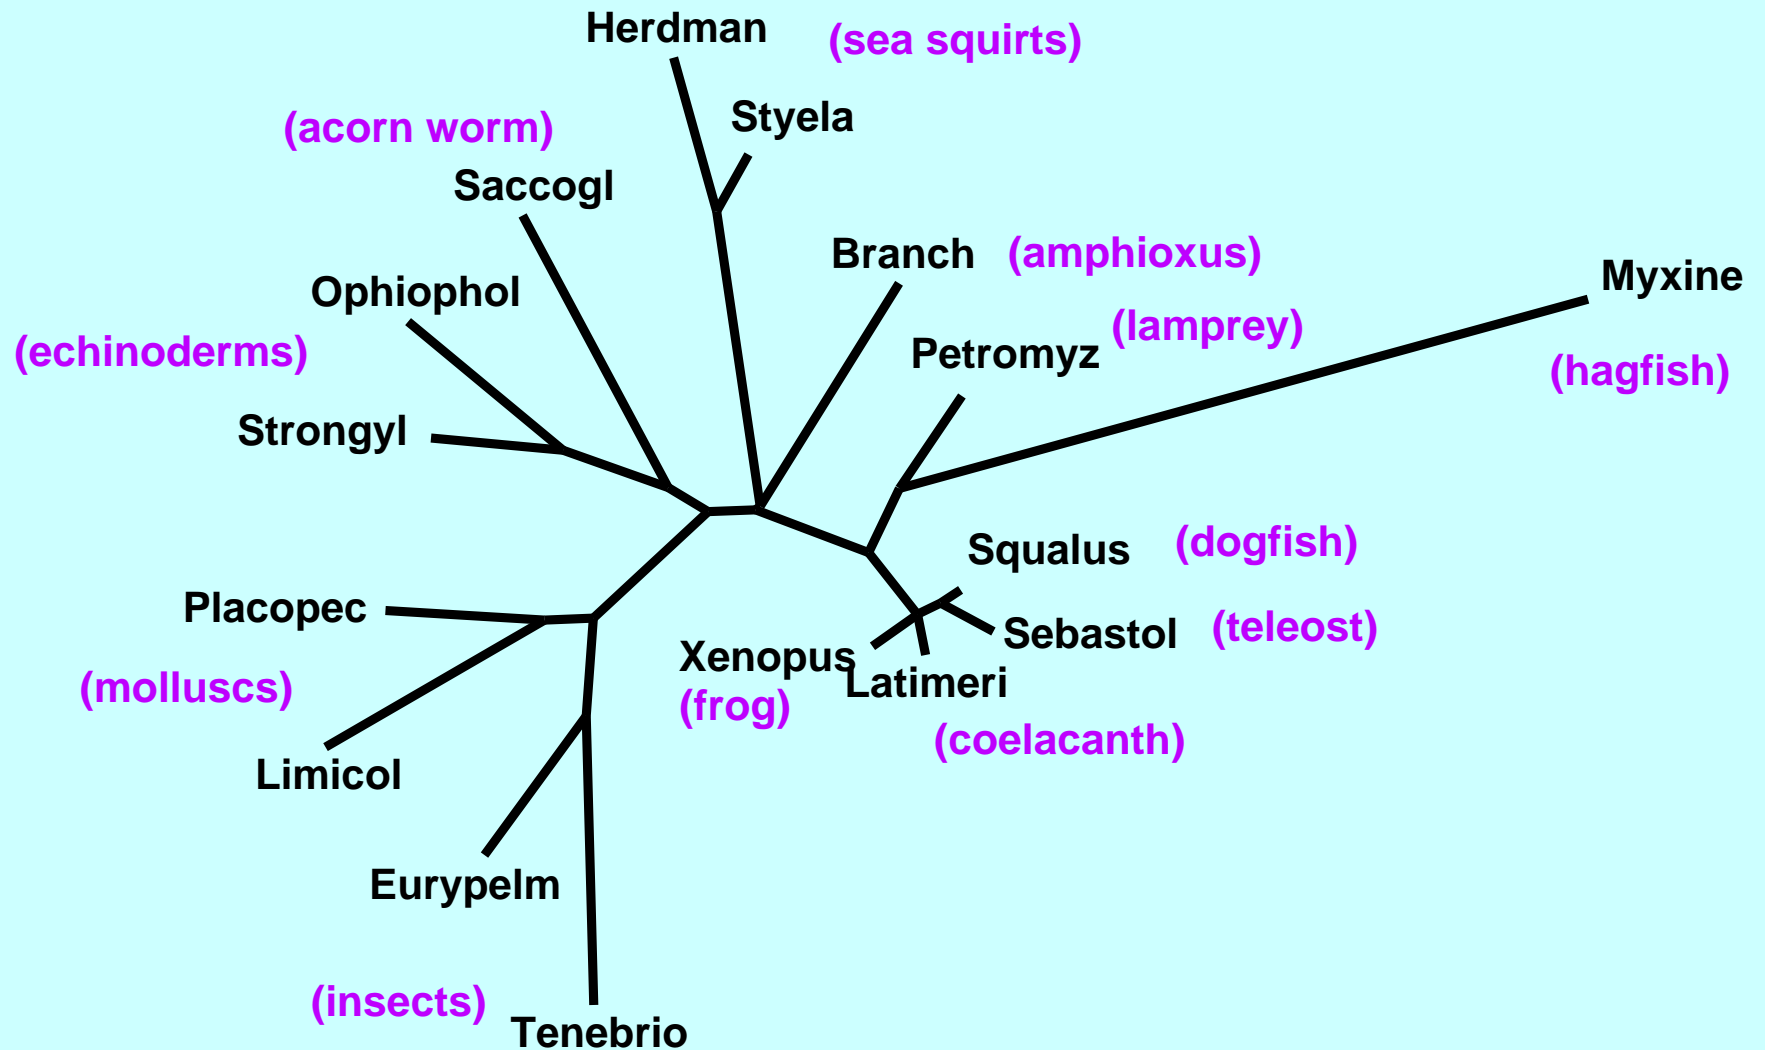 Herdman
(sea squirts)
Styela
(acorn worm)
Saccogl
Branch
(amphioxus)
Myxine
Ophiophol
(lamprey)
Petromyz
(echinoderms)
(hagfish)
Strongyl
Squalus
(dogfish)
Placopec
Sebastol
(teleost)
Xenopus
(frog)
Latimeri
(coelacanth)
(molluscs)
Limicol
Eurypelm
(insects)
Tenebrio